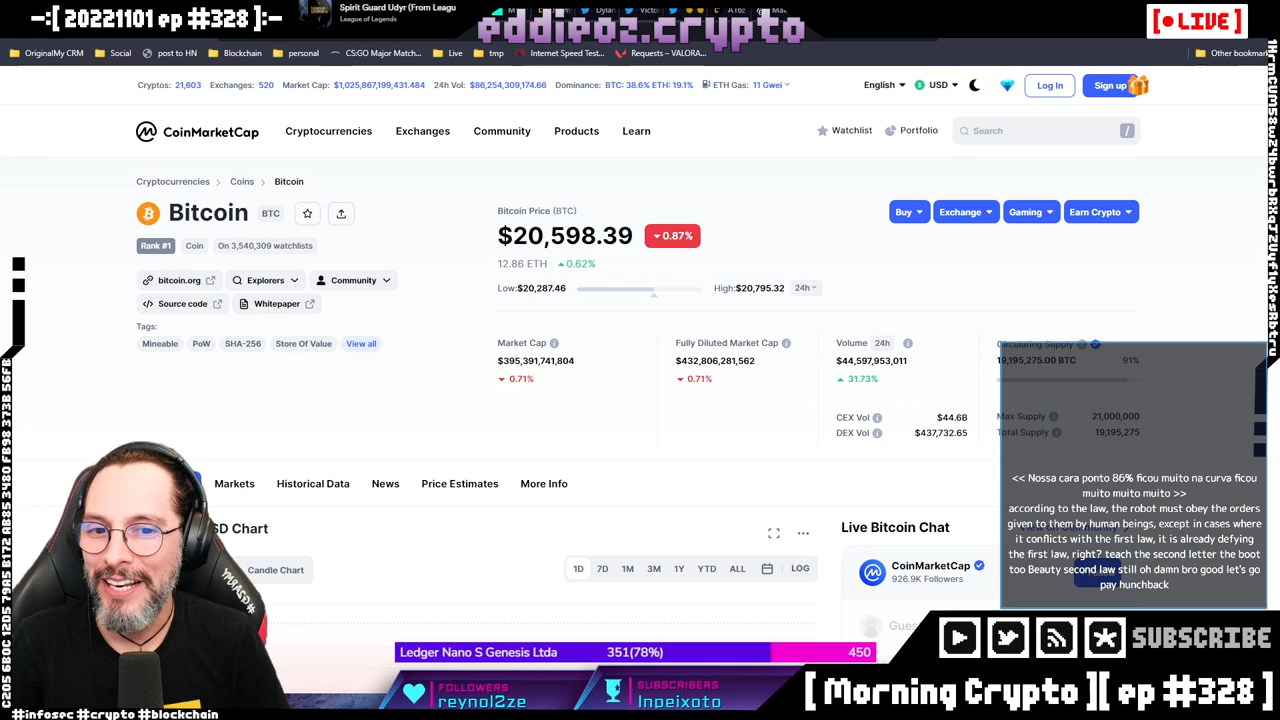 -:[ 20221101 ep #328 ]:-
Spirit Guard Udyr (From Leagu
League of Legends
eddieoz.crypto
[ LIVE ]
OriginalMy CRM
Social
post to HN
Blockchain
personal
CS:GO Major Match...
Live
tmp
Internet Speed Test...
Requests – VALORA...
Other bookmar
Cryptos: 21,603 Exchanges: 520 Market Cap: $1,025,867,199,431.484 24h Vol: $86,254,309,174.66 Dominance: BTC: 38.6% ETH: 19.1% ETH Gas: 11 Gwei
English
USD
Log In
Sign up
CoinMarketCap
Cryptocurrencies
Exchanges
Community
Products
Learn
Watchlist
Portfolio
Search
/
Cryptocurrencies
Coins
Bitcoin
Bitcoin
BTC
Bitcoin Price (BTC)
$20,598.39
0.87%
12.86 ETH
0.62%
Low:$20,287.46
High:$20,795.32
24h
Buy
Exchange
Gaming
Earn Crypto
Rank #1
Coin
On 3,540,309 watchlists
bitcoin.org
Explorers
Community
Source code
Whitepaper
Tags:
Mineable
PoW
SHA-256
Store Of Value
View all
Market Cap
$395,391,741,804
0.71%
Fully Diluted Market Cap
$432,806,281,562
0.71%
Volume 24h
$44,597,953,011
31.73%
CEX Vol
$44.6B
DEX Vol
$437,732.65
Circulating Supply
19,195,275.00 BTC
91%
Max Supply
21,000,000
Total Supply
19,195,275
Markets
Historical Data
News
Price Estimates
More Info
SD Chart
Candle Chart
1D
7D
1M
3M
1Y
YTD
ALL
LOG
Live Bitcoin Chat
CoinMarketCap
926.9K Followers
Gues
<< Nossa cara ponto 86% ficou muito na curva ficou
muito muito muito >>
according to the law, the robot must obey the orders
given to them by human beings, except in cases where
it conflicts with the first law, it is already defying
the first law, right? teach the second letter the boot
too Beauty second law still oh damn bro good let's go
pay hunchback
Ledger Nano S Genesis Ltda
351(78%)
450
FOLLOWERS
reynol2ze
SUBSCRIBERS
lnpeixoto
SUBSCRIBE
[ Morning Crypto ][ ep #328 ]
#infosec #crypto #blockchain